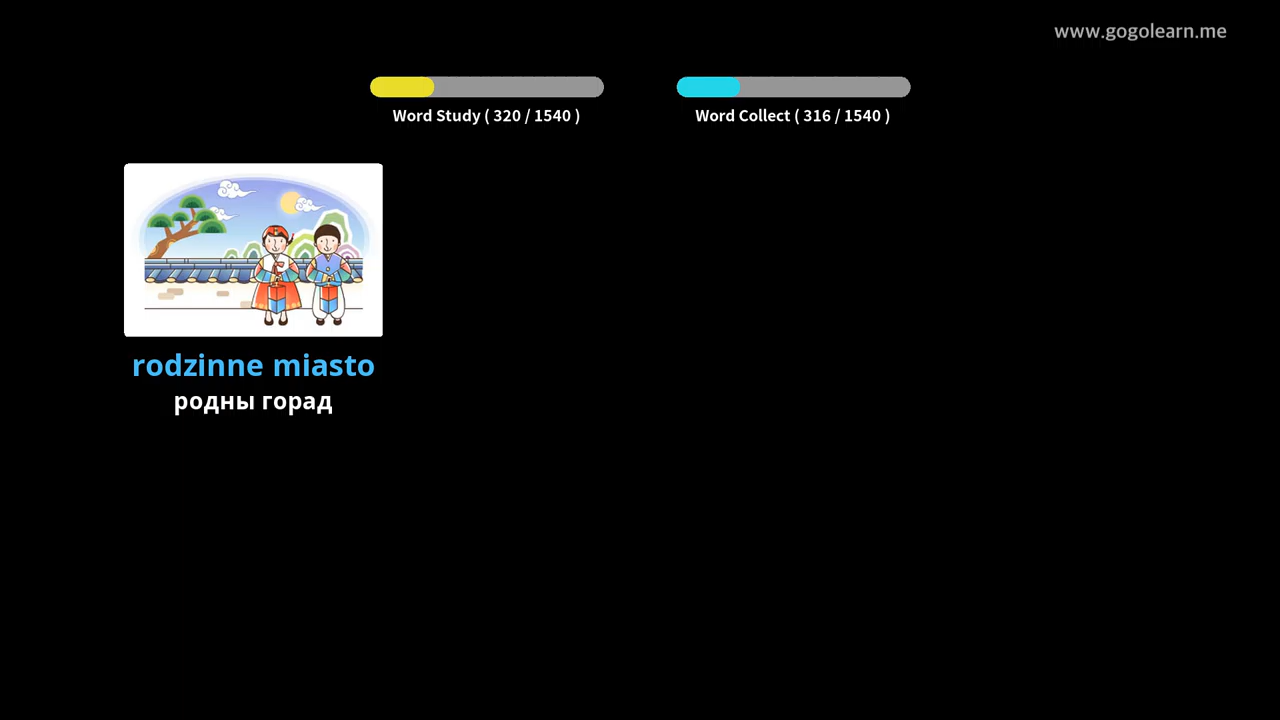 www.gogolearn.me
Word Study ( 320 / 1540 )
Word Collect ( 316 / 1540 )
rodzinne miasto
родны горад